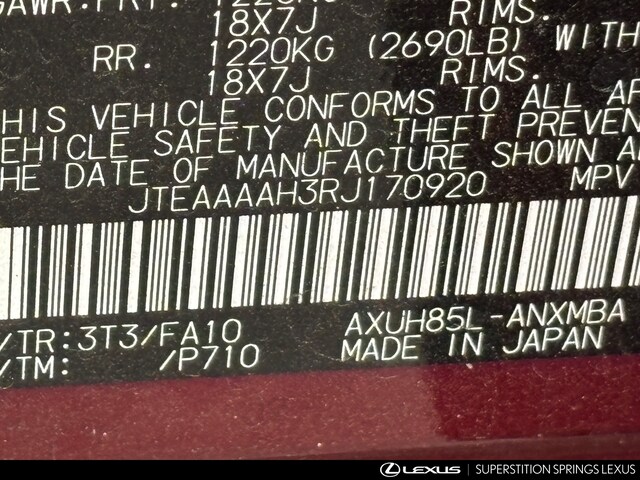 18X7J RIMS.
RR. 1220KG (2690LB) WITH
18X7J RIMS.
HIS VEHICLE CONFORMS TO ALL AP
EHICLE SAFETY AND THEFT PREVEN
HE DATE OF MANUFACTURE SHOWN A
JTEAAAAH3RJ170920 MPV
/TR:3T3/FA10 AXUH85L-ANXMBA
/TM: /P710 MADE IN JAPAN
LEXUS SUPERSTITION SPRINGS LEXUS